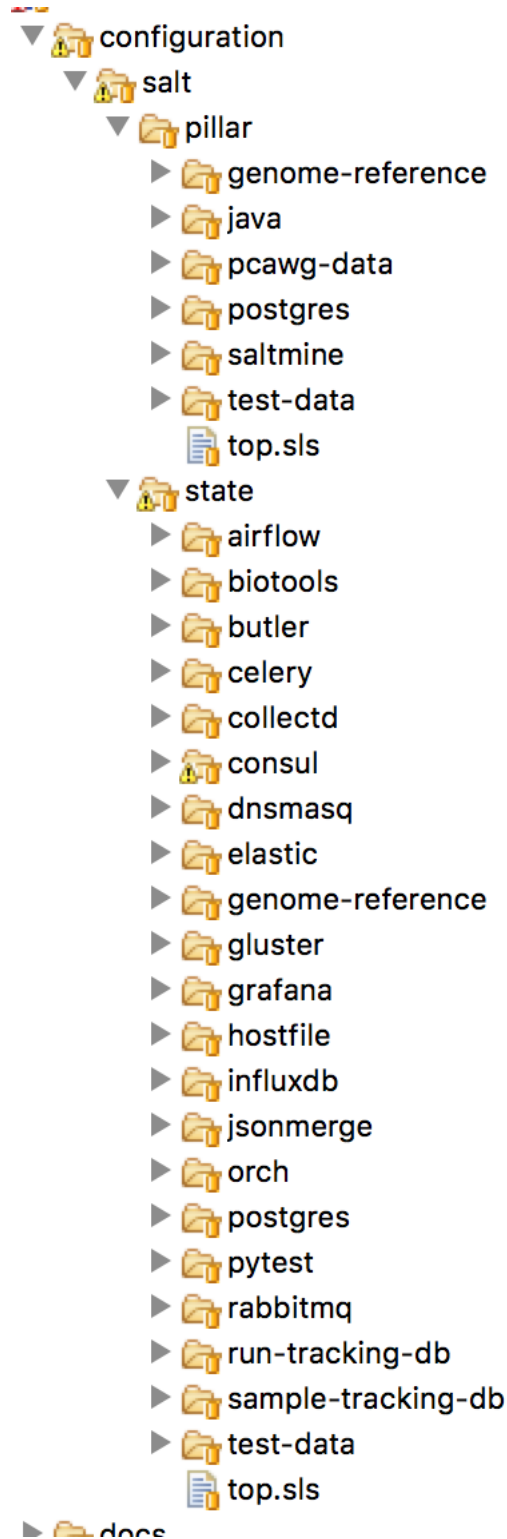 configuration
salt
pillar
genome-reference
java
pcawg-data
postgres
saltmine
test-data
top.sls
state
airflow
biotools
butler
celery
collectd
consul
dnsmasq
elastic
genome-reference
gluster
grafana
hostfile
influxdb
jsonmerge
orch
postgres
pytest
rabbitmq
run-tracking-db
sample-tracking-db
test-data
top.sls
docs